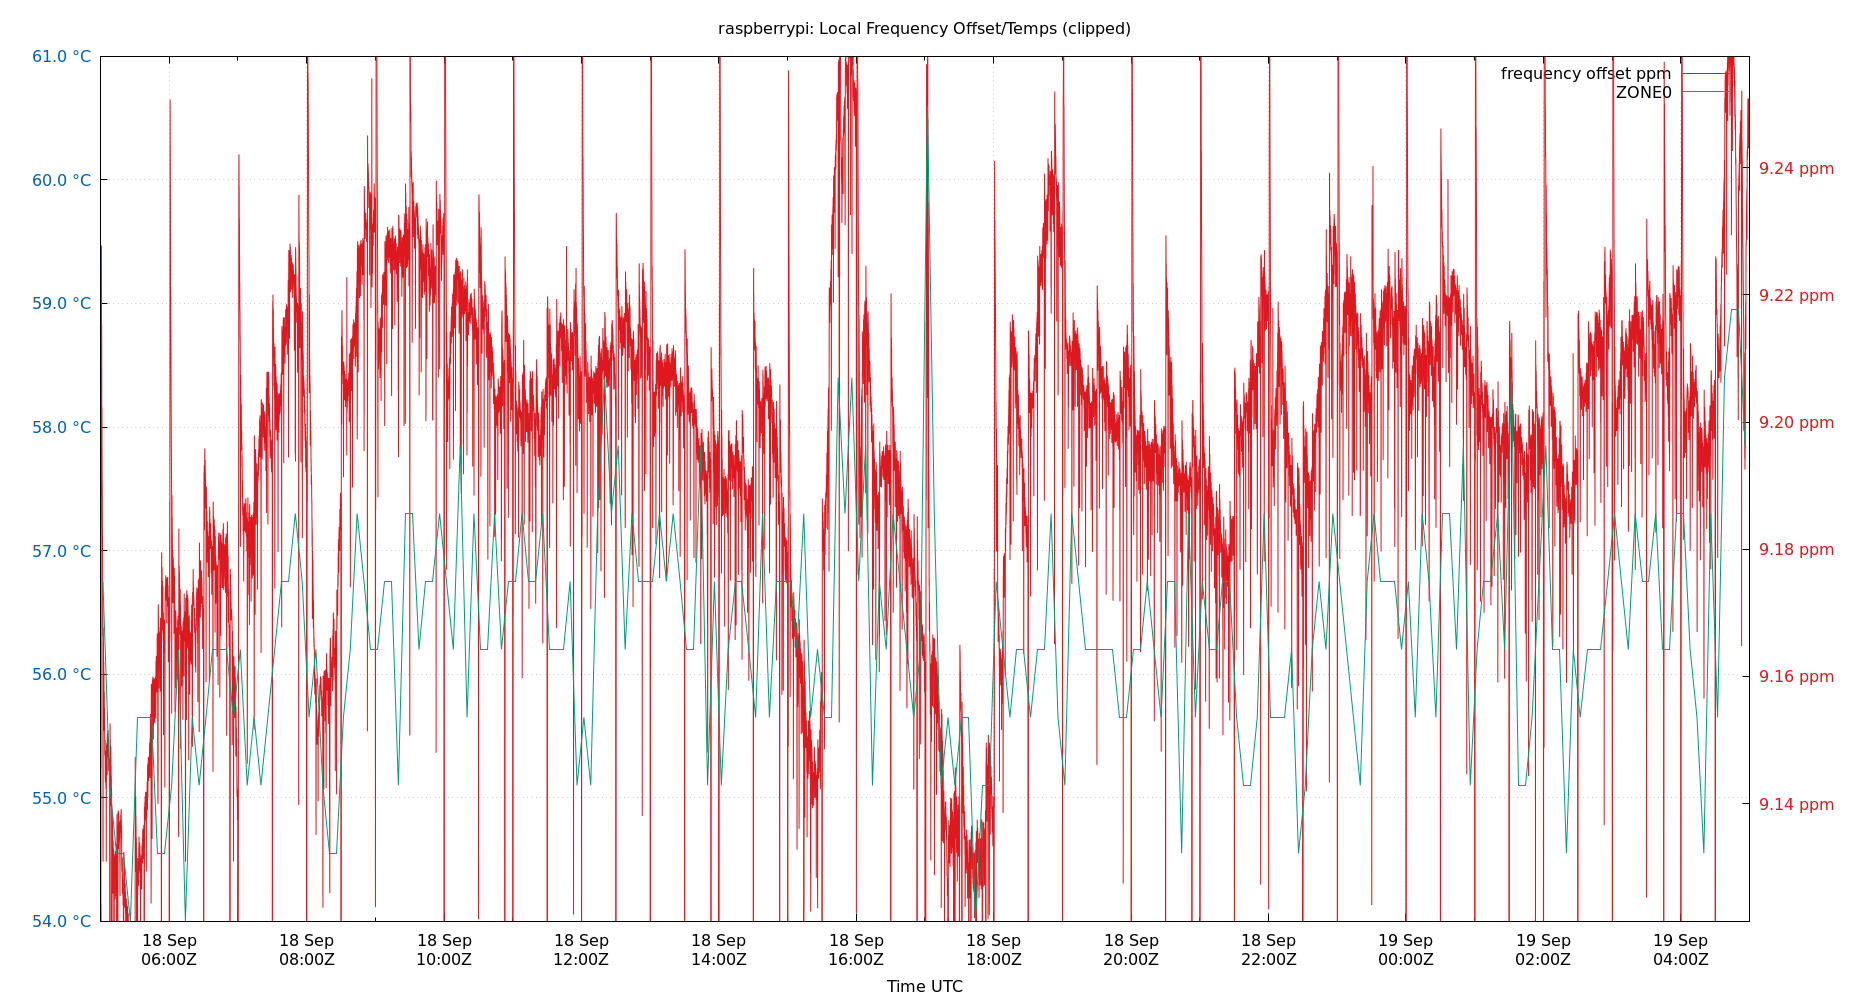 raspberrypi: Local Frequency Offset/Temps (clipped)
61.0 °C
60.0 °C
59.0 °C
58.0 °C
57.0 °C
56.0 °C
55.0 °C
54.0 °C
frequency offset ppm
ZONE0
9.24 ppm
9.22 ppm
9.20 ppm
9.18 ppm
9.16 ppm
9.14 ppm
18 Sep 18 Sep 18 Sep 18 Sep 18 Sep 18 Sep 18 Sep 18 Sep 18 Sep 19 Sep 19 Sep 19 Sep
06:00Z 08:00Z 10:00Z 12:00Z 14:00Z 16:00Z 18:00Z 20:00Z 22:00Z 00:00Z 02:00Z 04:00Z
Time UTC